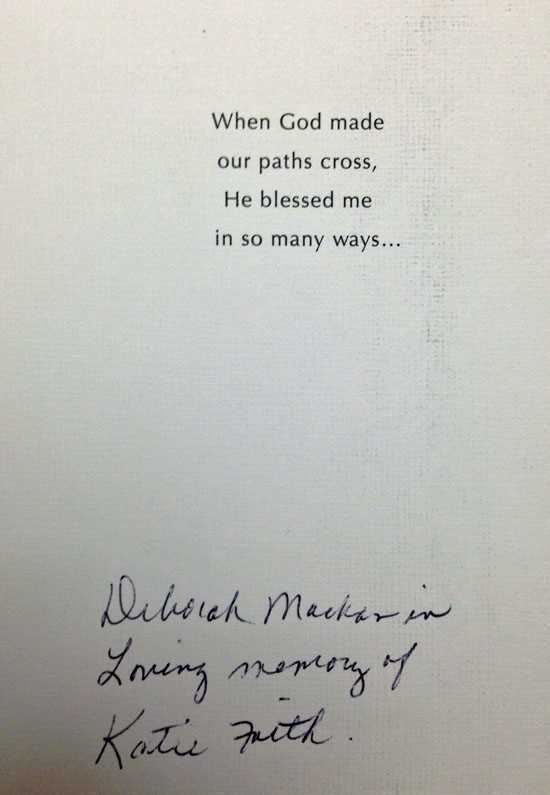 When God made
our paths cross,
He blessed me
in so many ways...
Deborah in
Loving memory of
Katie Faith.